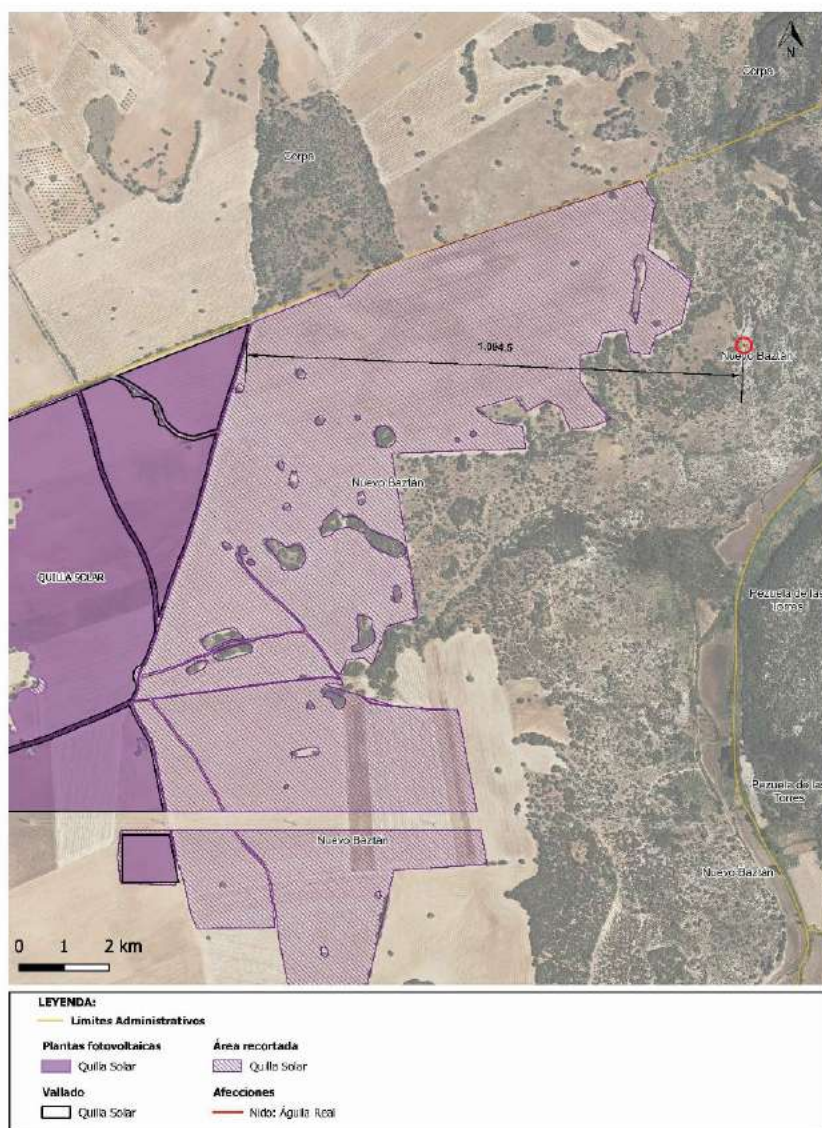 N
Corpa
Corpa
1.094,5
Nuevo Baztán
Nuevo Baztán
QUILLA SOLAR
Pezuela de las
Torres
Pezuela de las
Torres
Nuevo Baztán
Nuevo Baztán
0 1 2 km
LEYENDA:
Limites Administrativos
Plantas fotovoltaicas
Área recortada
Quilla Solar
Quilla Solar
Vallado
Afecciones
Quilla Solar
Nido: Águila Real